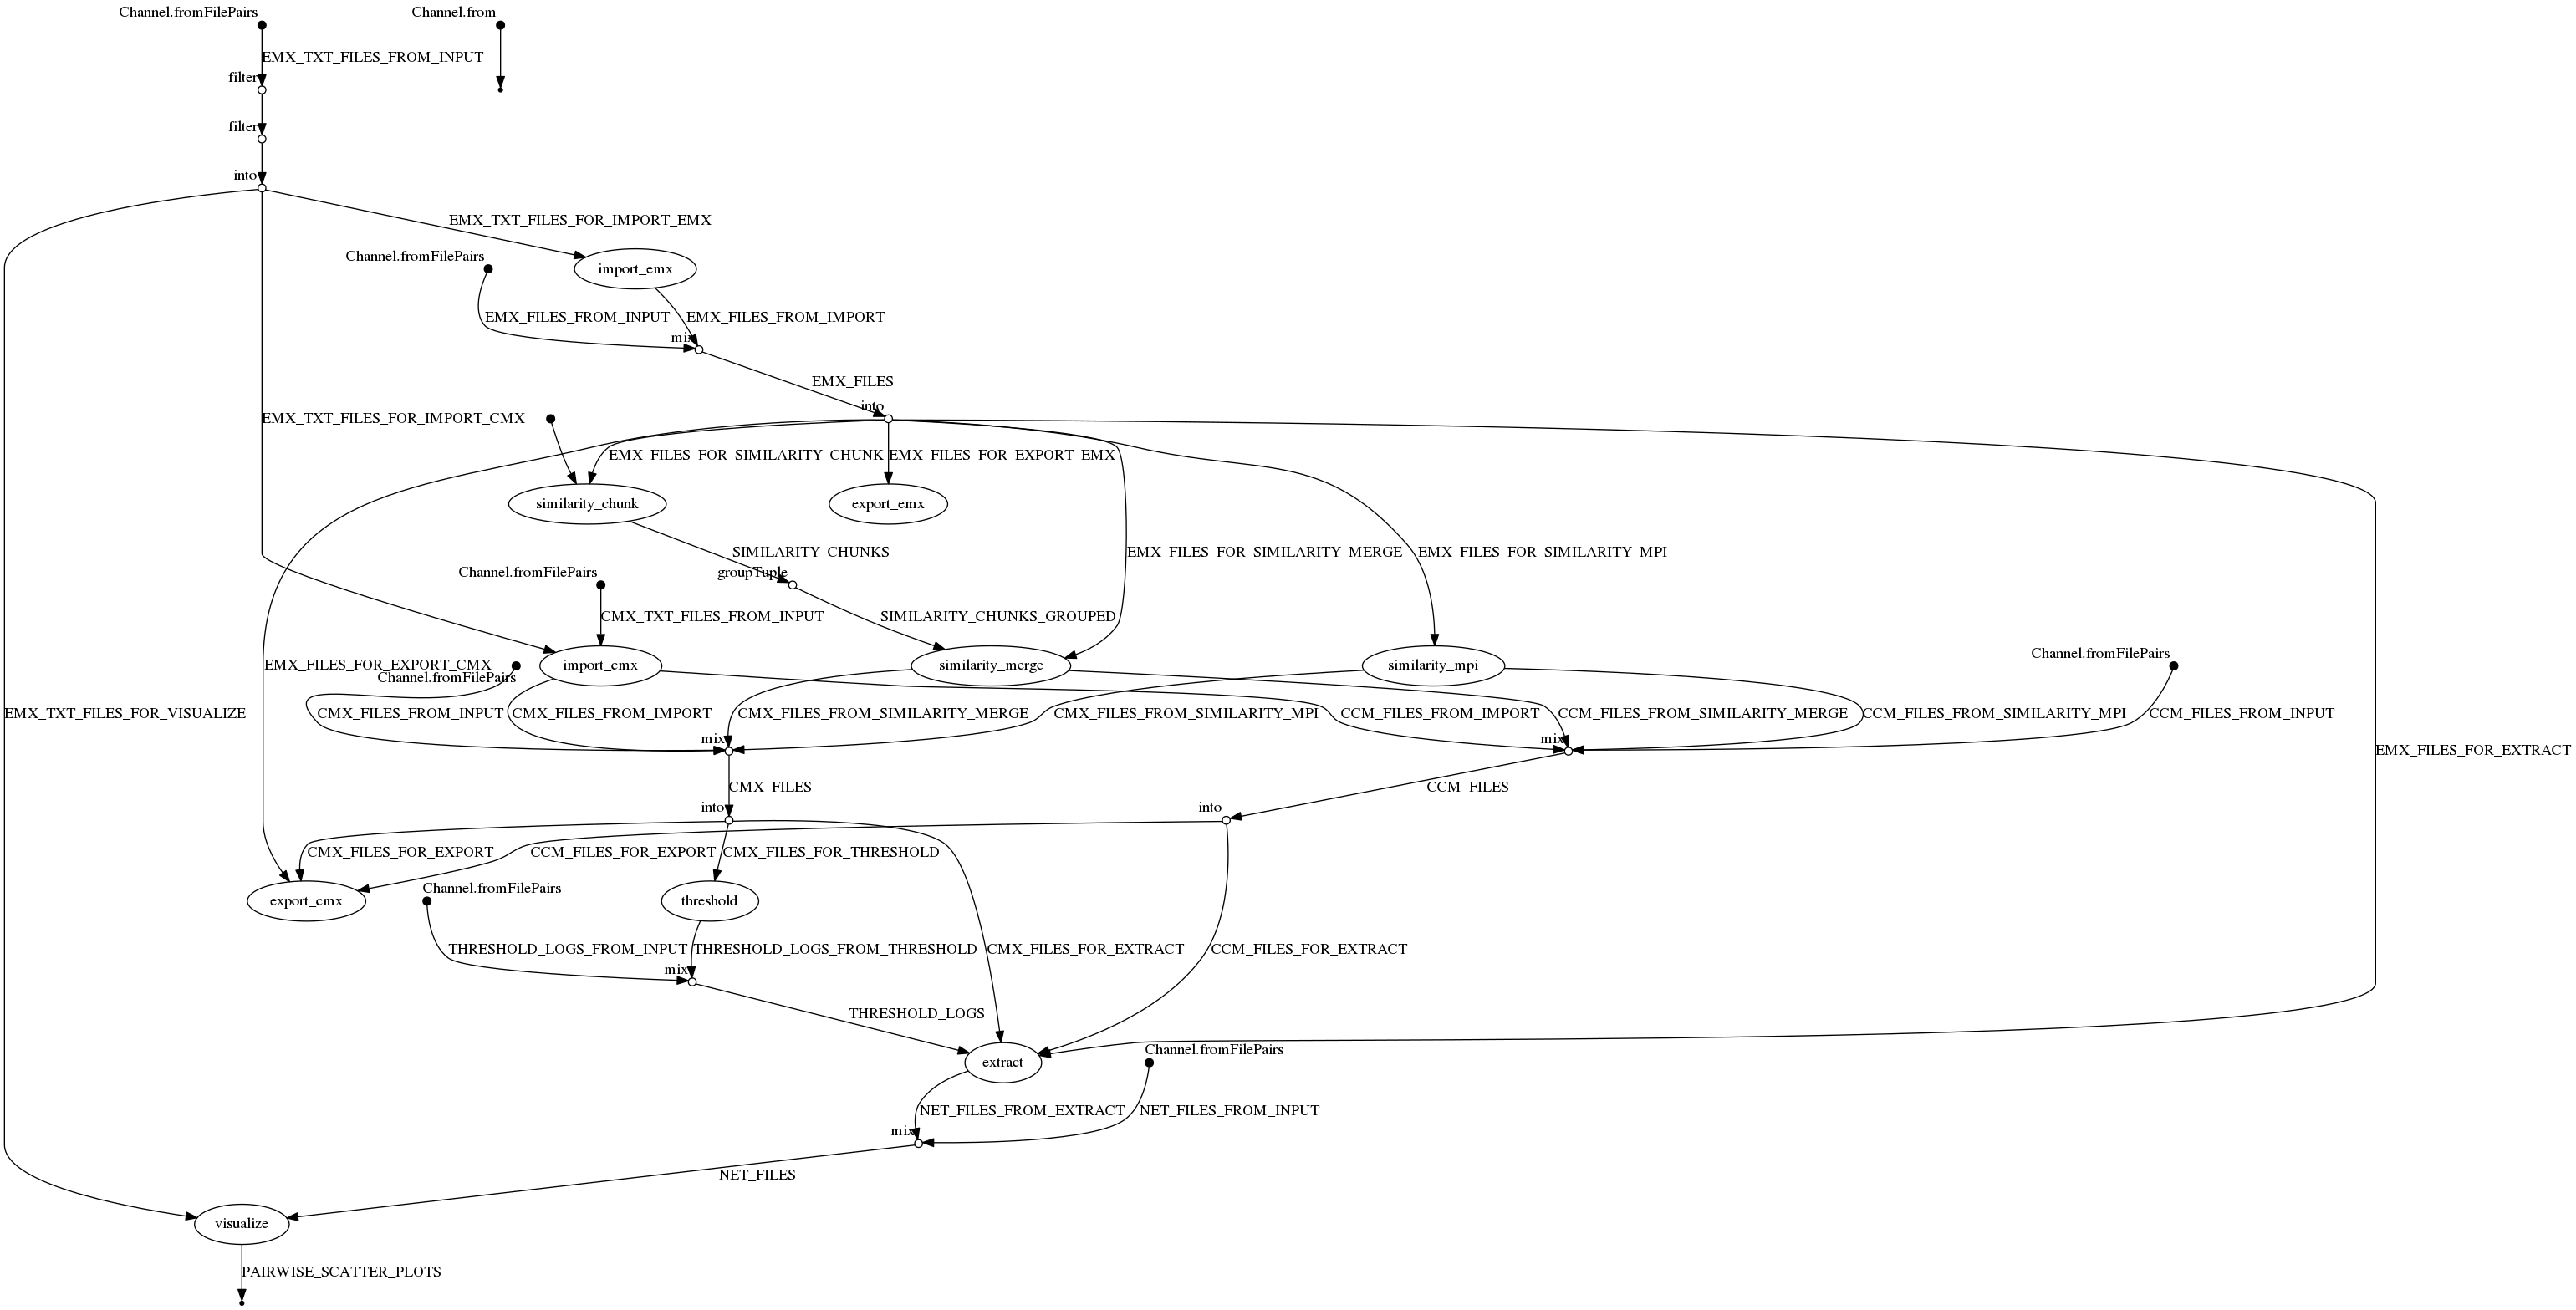 Channel.fromFilePairs
Channel.from
EMX_TXT_FILES_FROM_INPUT
filter
filter
into
EMX_TXT_FILES_FOR_IMPORT_EMX
Channel.fromFilePairs
import_emx
EMX_FILES_FROM_INPUT
EMX_FILES_FROM_IMPORT
mix
EMX_FILES
into
EMX_TXT_FILES_FOR_IMPORT_CMX
EMX_FILES_FOR_SIMILARITY_CHUNK
EMX_FILES_FOR_EXPORT_EMX
similarity_chunk
export_emx
SIMILARITY_CHUNKS
EMX_FILES_FOR_SIMILARITY_MERGE
EMX_FILES_FOR_SIMILARITY_MPI
Channel.fromFilePairs
groupTuple
CMX_TXT_FILES_FROM_INPUT
SIMILARITY_CHUNKS_GROUPED
EMX_FILES_FOR_EXPORT_CMX
Channel.fromFilePairs
import_cmx
similarity_merge
similarity_mpi
Channel.fromFilePairs
EMX_TXT_FILES_FOR_VISUALIZE
CMX_FILES_FROM_INPUT
CMX_FILES_FROM_IMPORT
CMX_FILES_FROM_SIMILARITY_MERGE
CMX_FILES_FROM_SIMILARITY_MPI
CCM_FILES_FROM_IMPORT
CCM_FILES_FROM_SIMILARITY_MERGE
CCM_FILES_FROM_SIMILARITY_MPI
CCM_FILES_FROM_INPUT
mix
mix
EMX_FILES_FOR_EXTRACT
CMX_FILES
CCM_FILES
into
into
CMX_FILES_FOR_EXPORT
CCM_FILES_FOR_EXPORT
CMX_FILES_FOR_THRESHOLD
Channel.fromFilePairs
export_cmx
threshold
THRESHOLD_LOGS_FROM_INPUT
THRESHOLD_LOGS_FROM_THRESHOLD
CMX_FILES_FOR_EXTRACT
CCM_FILES_FOR_EXTRACT
mix
THRESHOLD_LOGS
Channel.fromFilePairs
extract
NET_FILES_FROM_EXTRACT
NET_FILES_FROM_INPUT
mix
NET_FILES
visualize
PAIRWISE_SCATTER_PLOTS